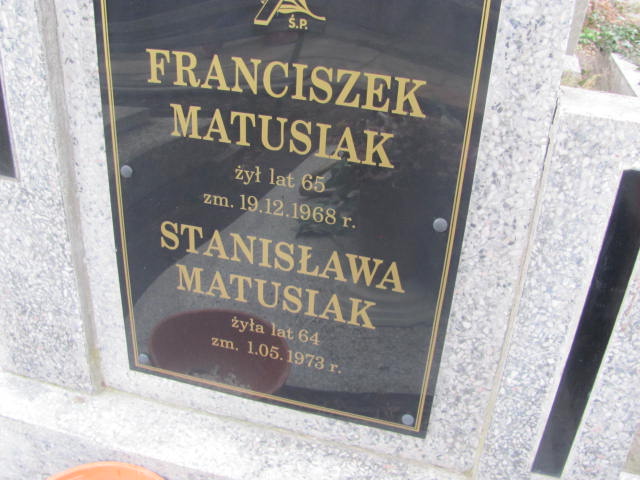 Ś.P.
FRANCISZEK
MATUSIAK
żył lat 65
zm. 19.12.1968 r.
STANISŁAWA
MATUSIAK
żyła lat 64
zm. 1.05.1973 r.